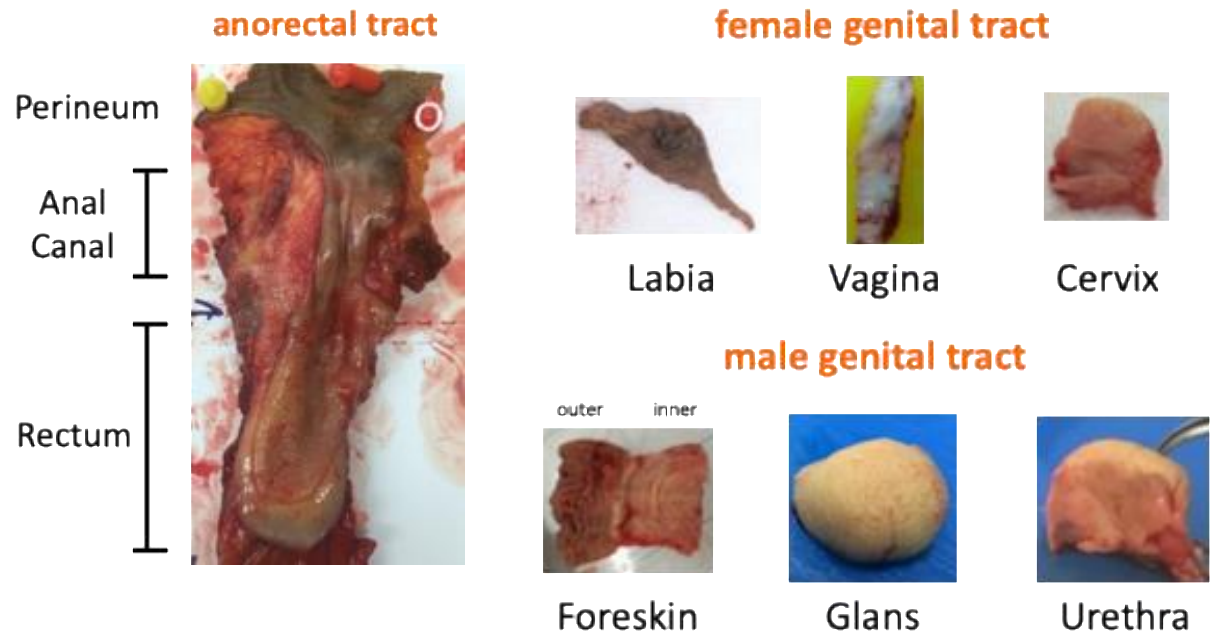 anorectal tract
Perineum
Anal
Canal
Rectum
female genital tract
Labia
Vagina
Cervix
male genital tract
outer
inner
Foreskin
Glans
Urethra